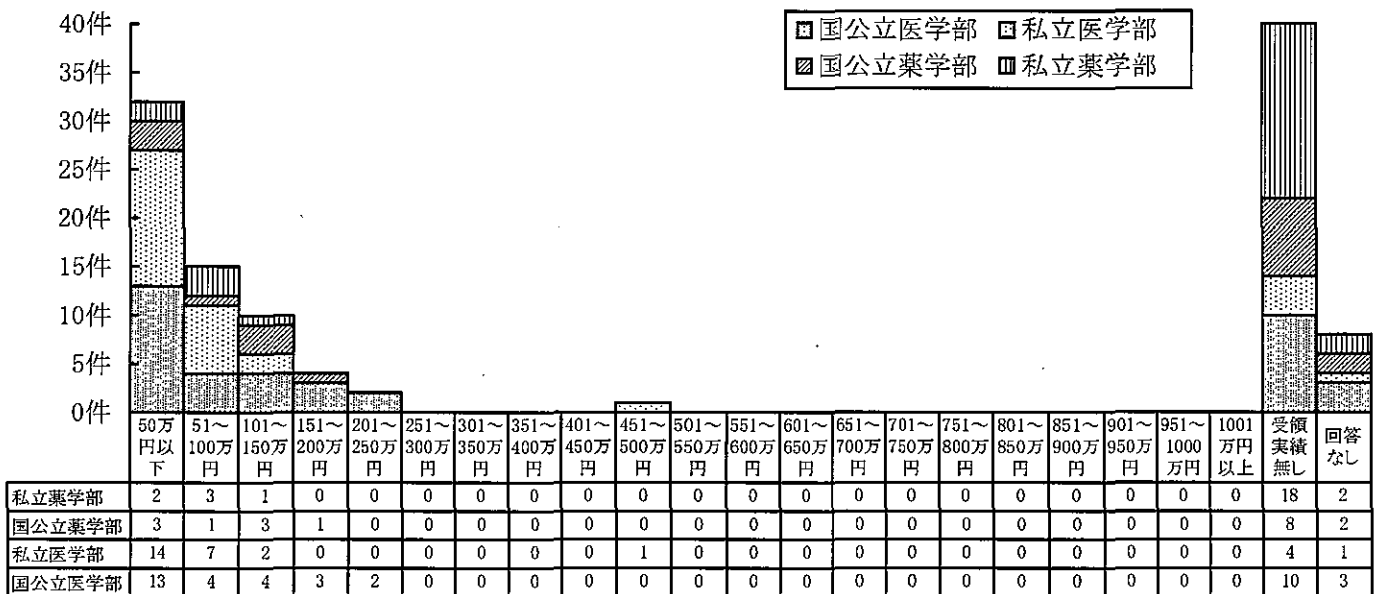 40件
35件
30件
25件
20件
15件
10件
5件
0件
国公立医学部 私立医学部
国公立薬学部 私立薬学部
50万円以下 51～100万円 101～150万円 151～200万円 201～250万円 251～300万円 301～350万円 351～400万円 401～450万円 451～500万円 501～550万円 551～600万円 601～650万円 651～700万円 701～750万円 751～800万円 801～850万円 851～900万円 901～950万円 951～1000万円 1001万円以上 受領実績無し 回答なし
私立薬学部 2 3 1 0 0 0 0 0 0 0 0 0 0 0 0 0 0 0 0 0 0 18 2
国公立薬学部 3 1 3 1 0 0 0 0 0 0 0 0 0 0 0 0 0 0 0 0 0 8 2
私立医学部 14 7 2 0 0 0 0 0 0 1 0 0 0 0 0 0 0 0 0 0 0 4 1
国公立医学部 13 4 4 3 2 0 0 0 0 0 0 0 0 0 0 0 0 0 0 0 0 10 3